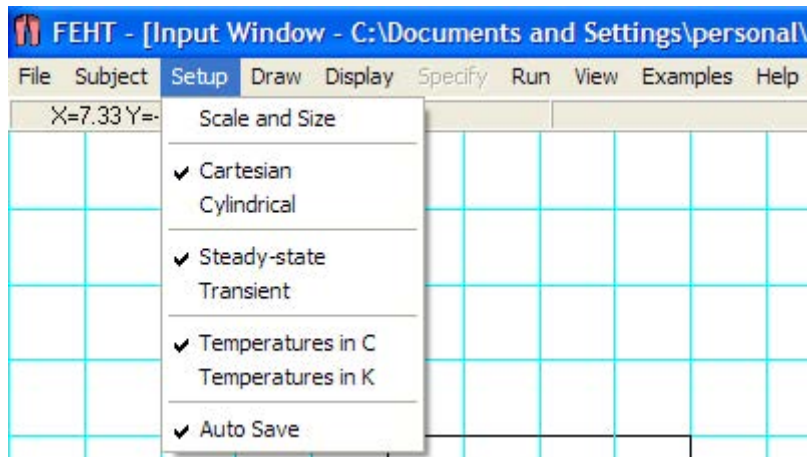 FEHT - [Input Window - C:\Documents and Settings\personal\
File Subject Setup Draw Display Specify Run View Examples Help
X=7.33 Y=-
Scale and Size
Cartesian
Cylindrical
Steady-state
Transient
Temperatures in C
Temperatures in K
Auto Save